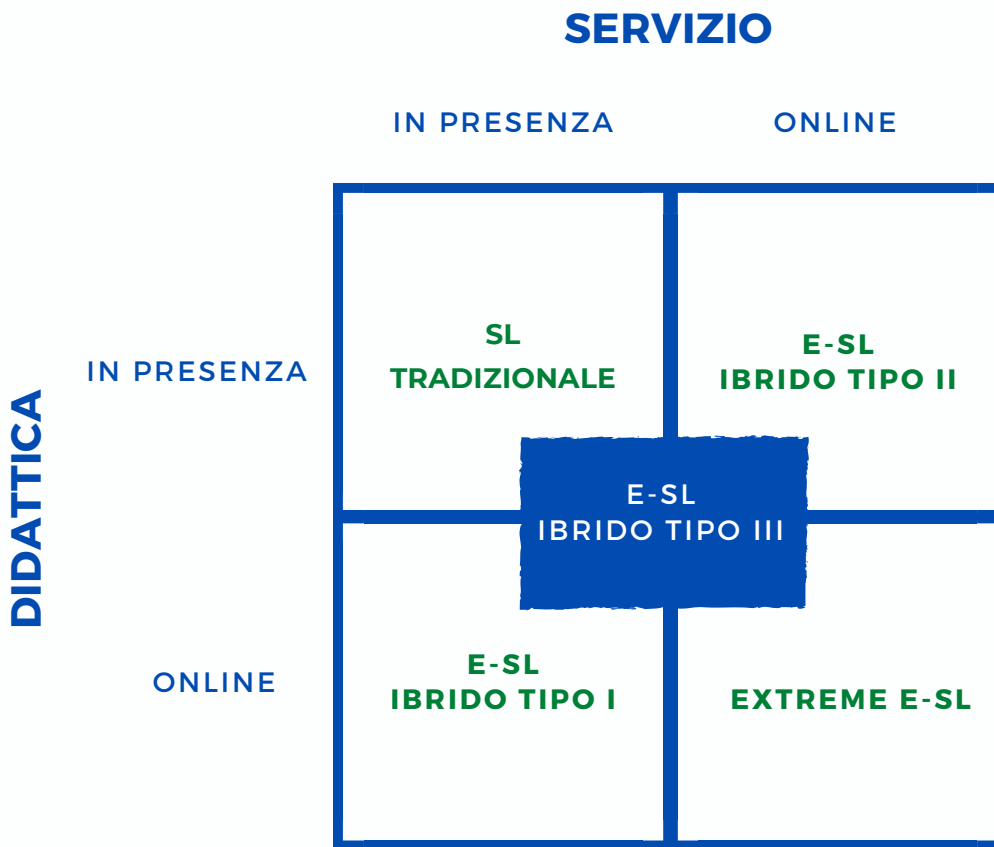 SERVIZIO
IN PRESENZA
ONLINE
DIDATTICA
IN PRESENZA
SL
TRADIZIONALE
E-SL
IBRIDO TIPO II
E-SL
IBRIDO TIPO III
ONLINE
E-SL
IBRIDO TIPO I
EXTREME E-SL